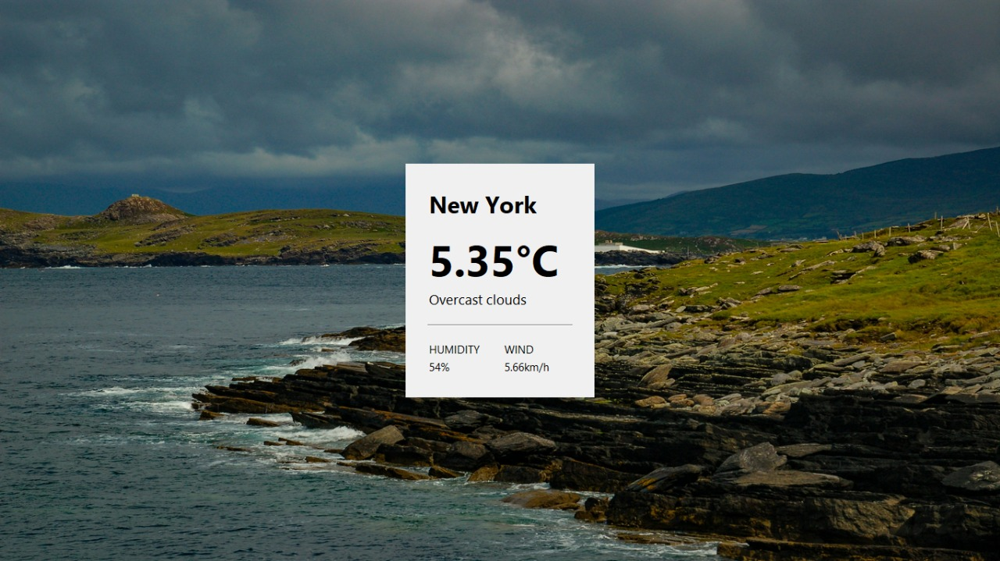 New York
5.35°C
Overcast clouds
HUMIDITY WIND
54% 5.66km/h